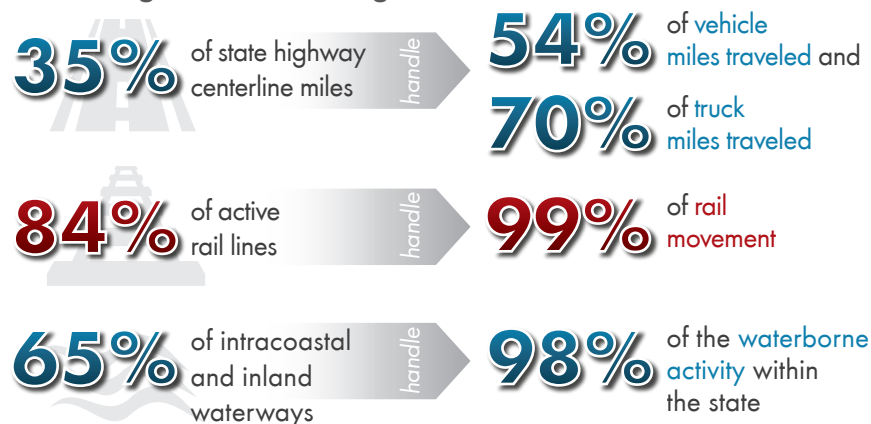 35% of state highway
centerline miles
handle
54% of vehicle
miles traveled and
70% of truck
miles traveled
84% of active
rail lines
handle
99% of rail
movement
65% of intracoastal
and inland
waterways
handle
98% of the waterborne
activity within
the state